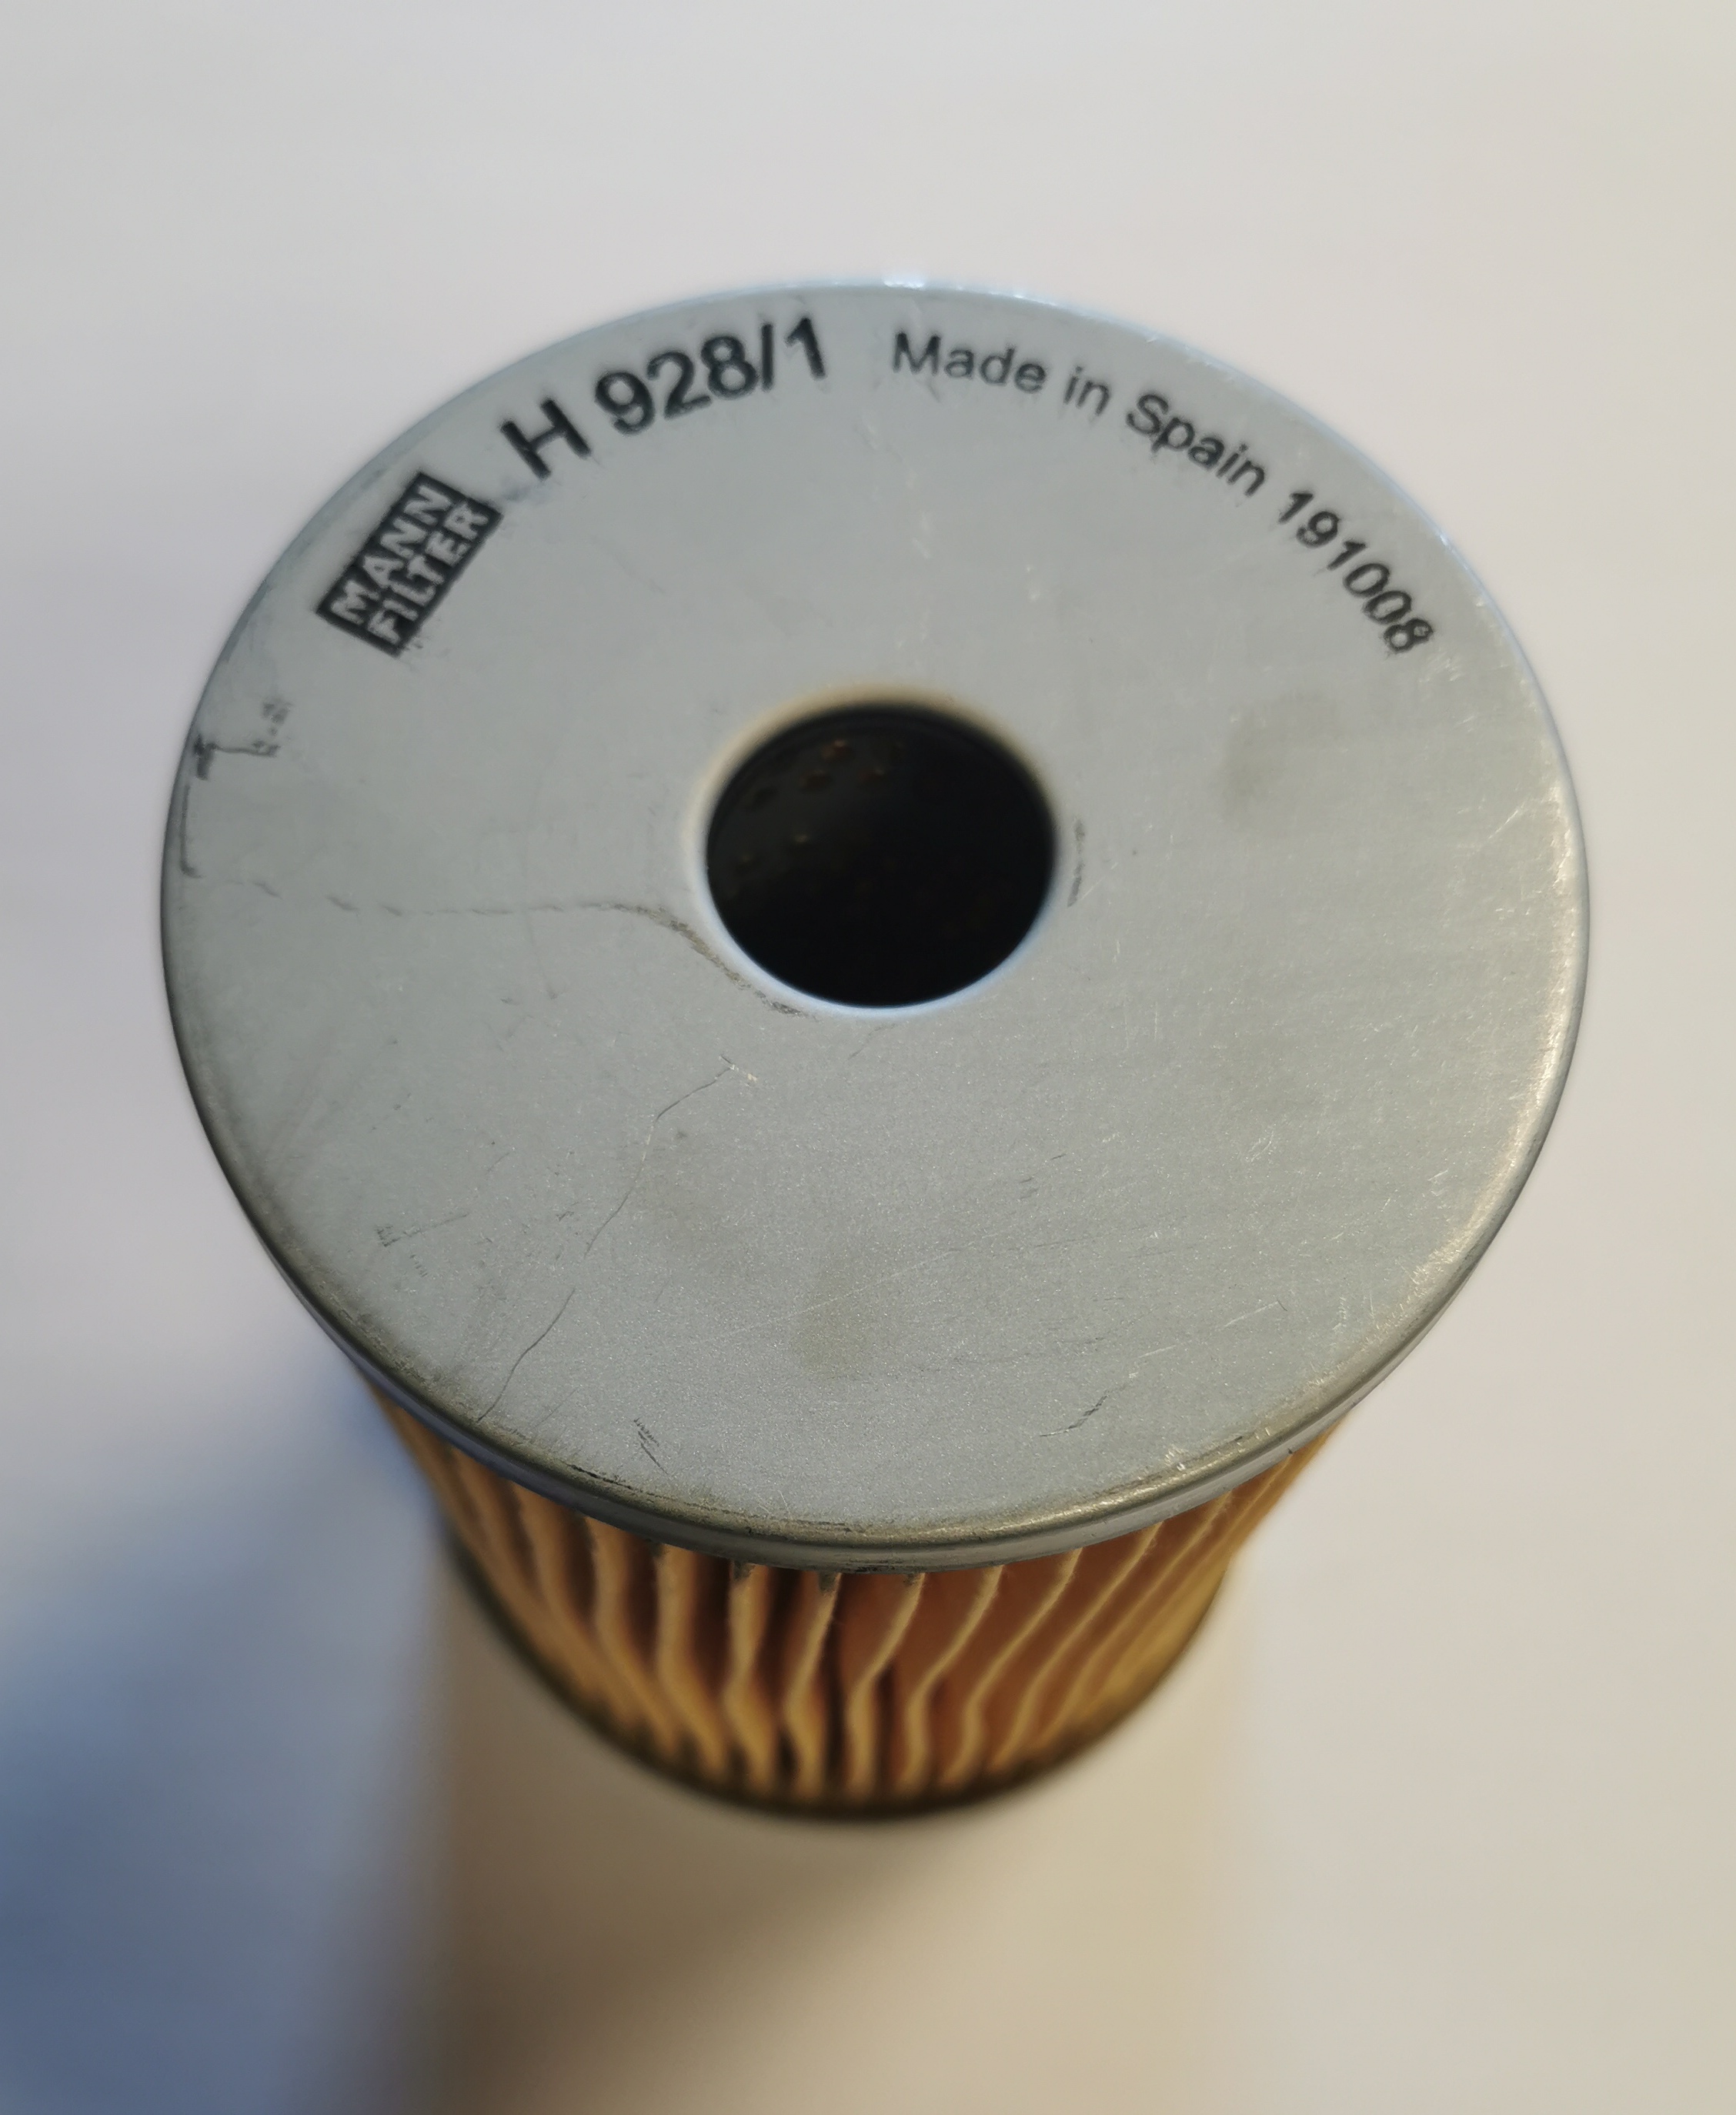 MANN
FILTER
H 928/1 Made in Spain 191008